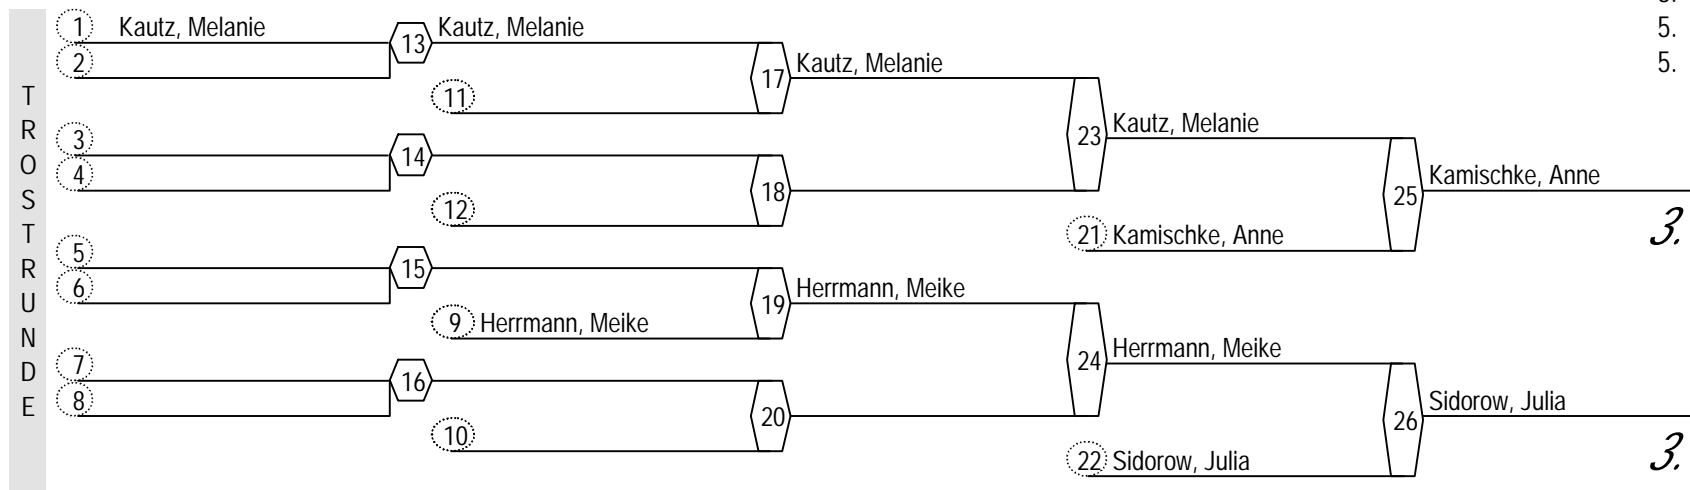 TROSTRUNDE
1 Kautz, Melanie
2
13 Kautz, Melanie
11
17 Kautz, Melanie
3
4
14
12
18
23 Kautz, Melanie
21 Kamischke, Anne
25 Kamischke, Anne
3.
5
6
15
9 Herrmann, Meike
19 Herrmann, Meike
7
8
16
10
20
24 Herrmann, Meike
22 Sidorow, Julia
26 Sidorow, Julia
3.
5.
5.